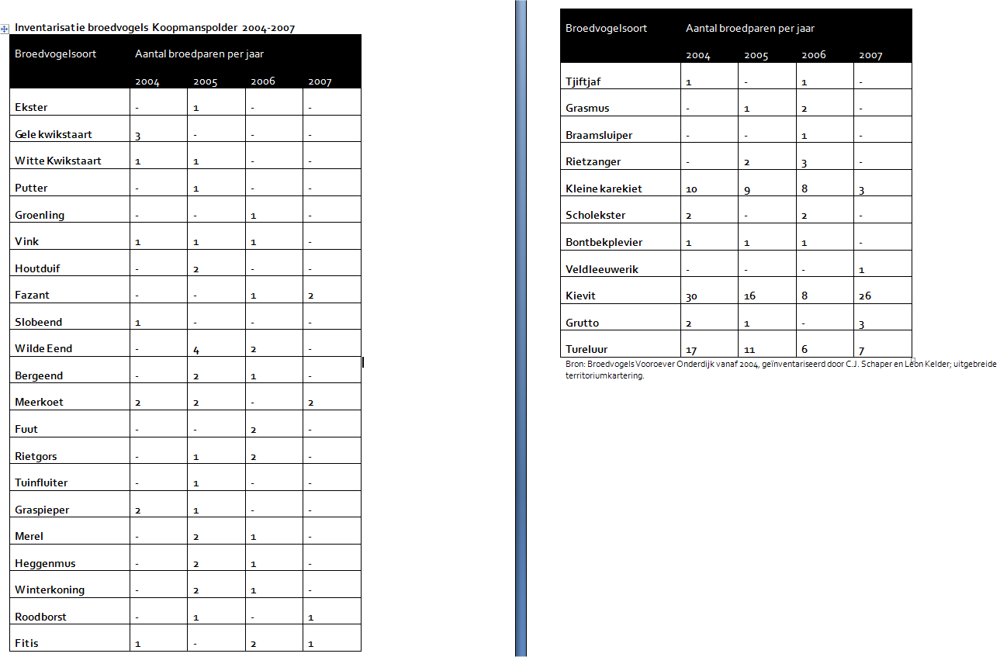 Inventarisatie broedvogels Koopmanspolder 2004-2007
Broedvogelsoort Aantal broedparen per jaar
2004 2005 2006 2007
Ekster - 1 - -
Gele kwikstaart 3 - - -
Witte Kwikstaart 1 1 - -
Putter - 1 - -
Groenling - - 1 -
Vink 1 1 1 -
Houtduif - 2 - -
Fazant - - 1 2
Slobeend 1 - - -
Wilde Eend - 4 2 -
Bergeend - 2 1 -
Meerkoet 2 2 - 2
Fuut - - 2 -
Rietgors - 1 2 -
Tuinfluiter - 1 - -
Graspieper 2 1 - -
Merel - 2 1 -
Heggenmus - 2 1 -
Winterkoning - 2 1 -
Roodborst - 1 - 1
Fitis 1 - 2 1
Broedvogelsoort Aantal broedparen per jaar
2004 2005 2006 2007
Tjiftjaf 1 - 1 -
Grasmus - 1 2 -
Braamsluiper - - 1 -
Rietzanger - 2 3 -
Kleine karekiet 10 9 8 3
Scholekster 2 - 2 -
Bontbekplevier 1 1 1 -
Veldleeuwerik - - - 1
Kievit 30 16 8 26
Grutto 2 1 - 3
Tureluur 17 11 6 7
Bron: Broedvogels Vooroever Onderdijk vanaf 2004, geïnventariseerd door C.J. Schaper en Leon Kelder; uitgebreide
territoriumkartering.